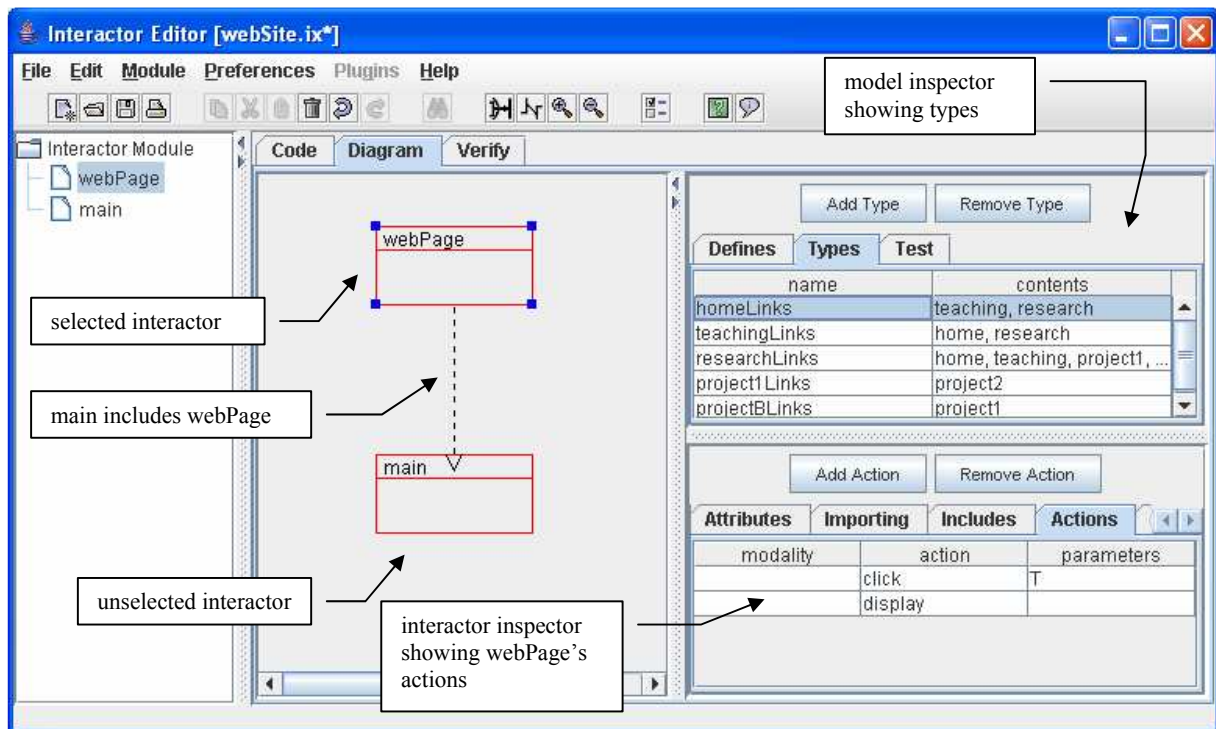 Interactor Editor [webSite.ix*]
File Edit Module Preferences Plugins Help
model inspector
showing types
Interactor Module
webPage
main
Code Diagram Verify
webPage
main
selected interactor
main includes webPage
unselected interactor
Add Type Remove Type
Defines Types Test
name contents
homeLinks teaching, research
teachingLinks home, research
researchLinks home, teaching, project1, ...
project1Links project2
projectBLinks project1
Add Action Remove Action
Attributes Importing Includes Actions
modality action parameters
click T
display
interactor inspector
showing webPage’s
actions